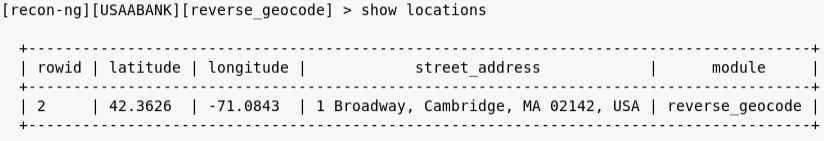 [recon-ng][USAABANK][reverse_geocode] > show locations
+---------------------------------------------------------------------------------------+
| rowid | latitude | longitude |            street_address            |      module     |
+---------------------------------------------------------------------------------------+
| 2     | 42.3626  | -71.0843  | 1 Broadway, Cambridge, MA 02142, USA | reverse_geocode |
+---------------------------------------------------------------------------------------+